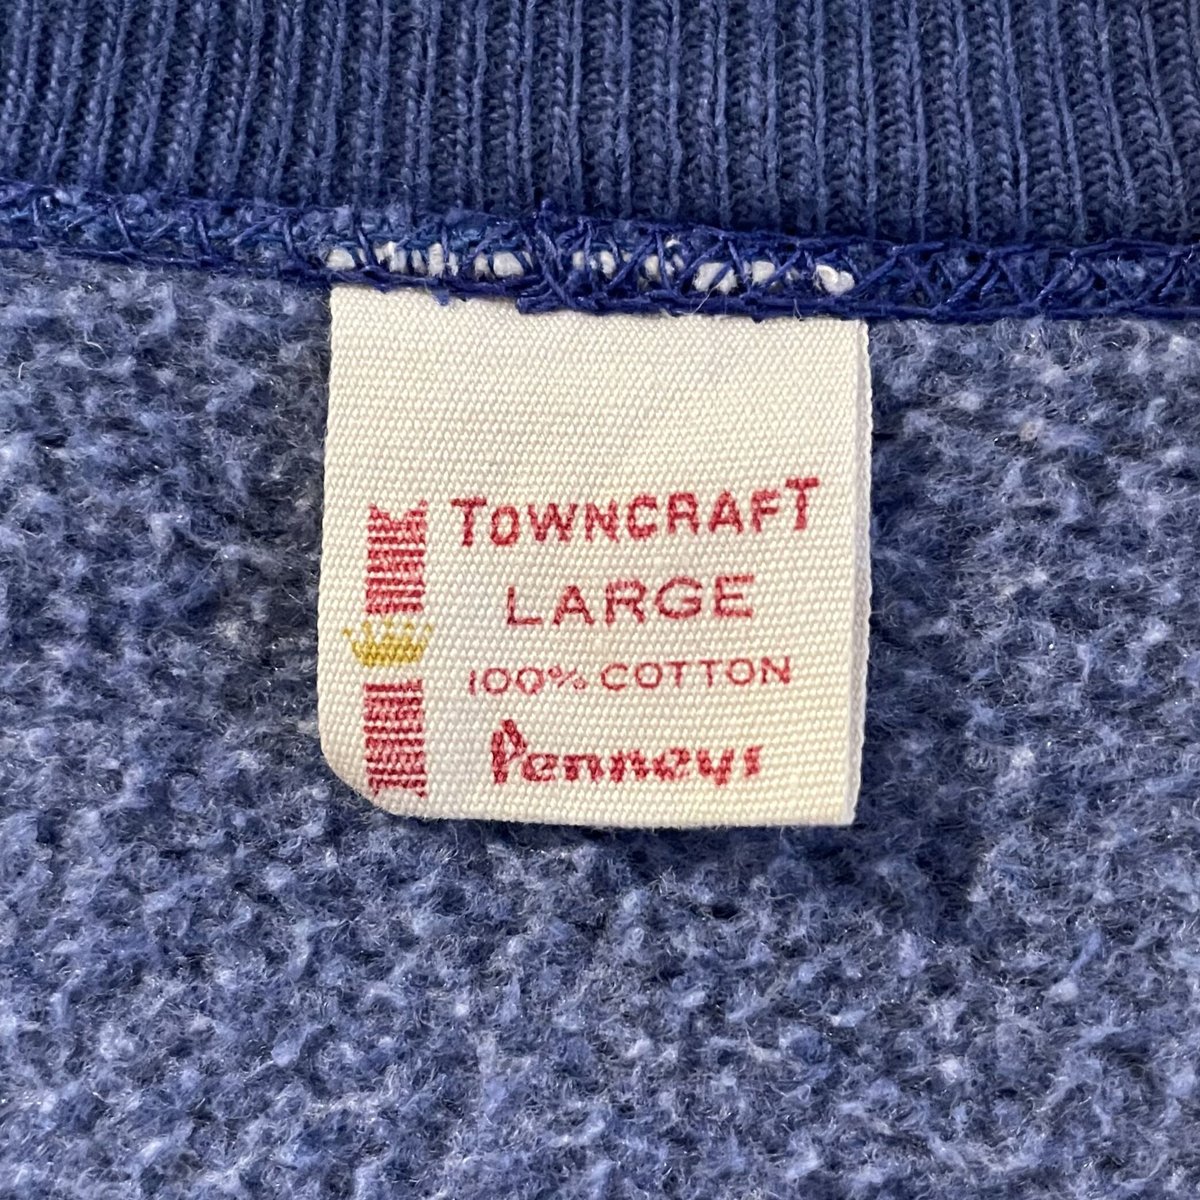 TOWNCRAFT
LARGE
100% COTTON
Penneys